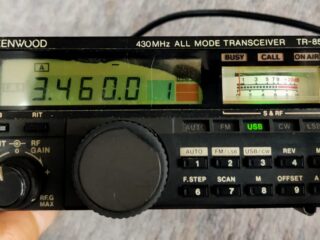 KENWOOD 430MHz ALL MODE TRANSCEIVER TR-85
BUSY CALL ON AIR
A
3.460.0 1
S & RF
RIT
AUTO FM USB CW
RF GAIN
AUTO FM/LSB USB/CW REV M
1 2 3 4
F.STEP SCAN M OFFSET A
6 7 8 9
RF.G
MAX